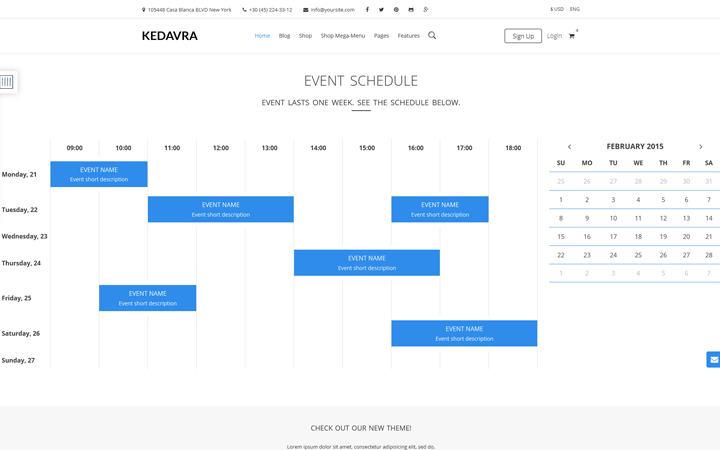 105448 Casa Blanca BLVD New York +30 (45) 224-33-12 info@yoursite.com $ USD ENG
KEDAVRA Home Blog Shop Shop Mega-Menu Pages Features Sign Up Login
EVENT SCHEDULE
EVENT LASTS ONE WEEK. SEE THE SCHEDULE BELOW.
09:00 10:00 11:00 12:00 13:00 14:00 15:00 16:00 17:00 18:00
Monday, 21
EVENT NAME
Event short description
Tuesday, 22
EVENT NAME
Event short description
EVENT NAME
Event short description
Wednesday, 23
Thursday, 24
EVENT NAME
Event short description
Friday, 25
EVENT NAME
Event short description
Saturday, 26
EVENT NAME
Event short description
Sunday, 27
FEBRUARY 2015
SU MO TU WE TH FR SA
25 26 27 28 29 30 31
1 2 3 4 5 6 7
8 9 10 11 12 13 14
15 16 17 18 19 20 21
22 23 24 25 26 27 28
1 2 3 4 5 6 7
CHECK OUT OUR NEW THEME!
Lorem ipsum dolor sit amet, consectetur adipisicing elit, sed do.